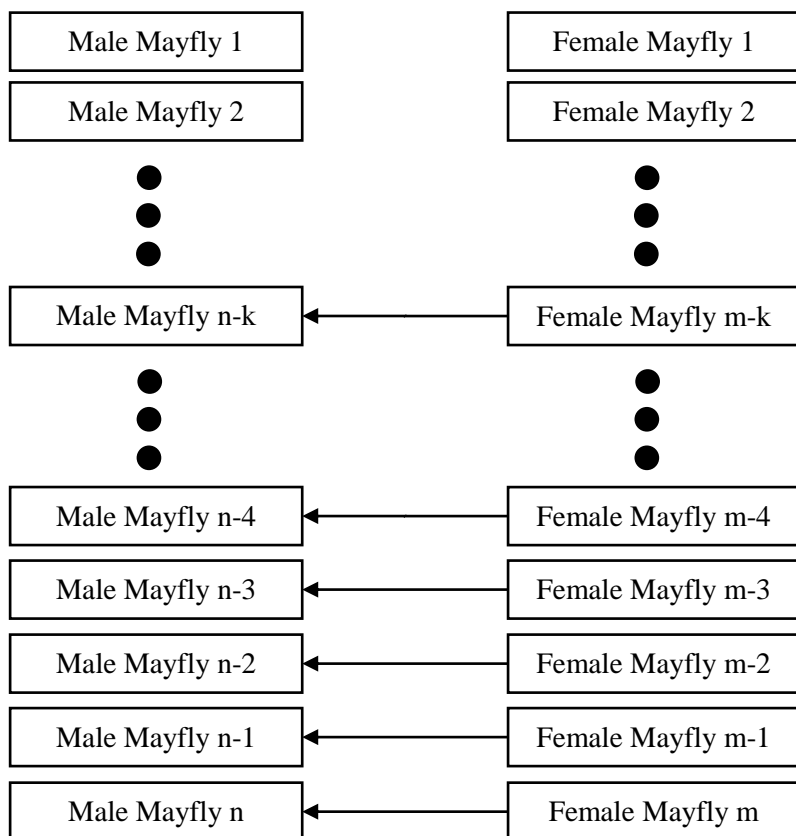 Male Mayfly 1
Female Mayfly 1
Male Mayfly 2
Female Mayfly 2
Male Mayfly n-k
Female Mayfly m-k
Male Mayfly n-4
Female Mayfly m-4
Male Mayfly n-3
Female Mayfly m-3
Male Mayfly n-2
Female Mayfly m-2
Male Mayfly n-1
Female Mayfly m-1
Male Mayfly n
Female Mayfly m